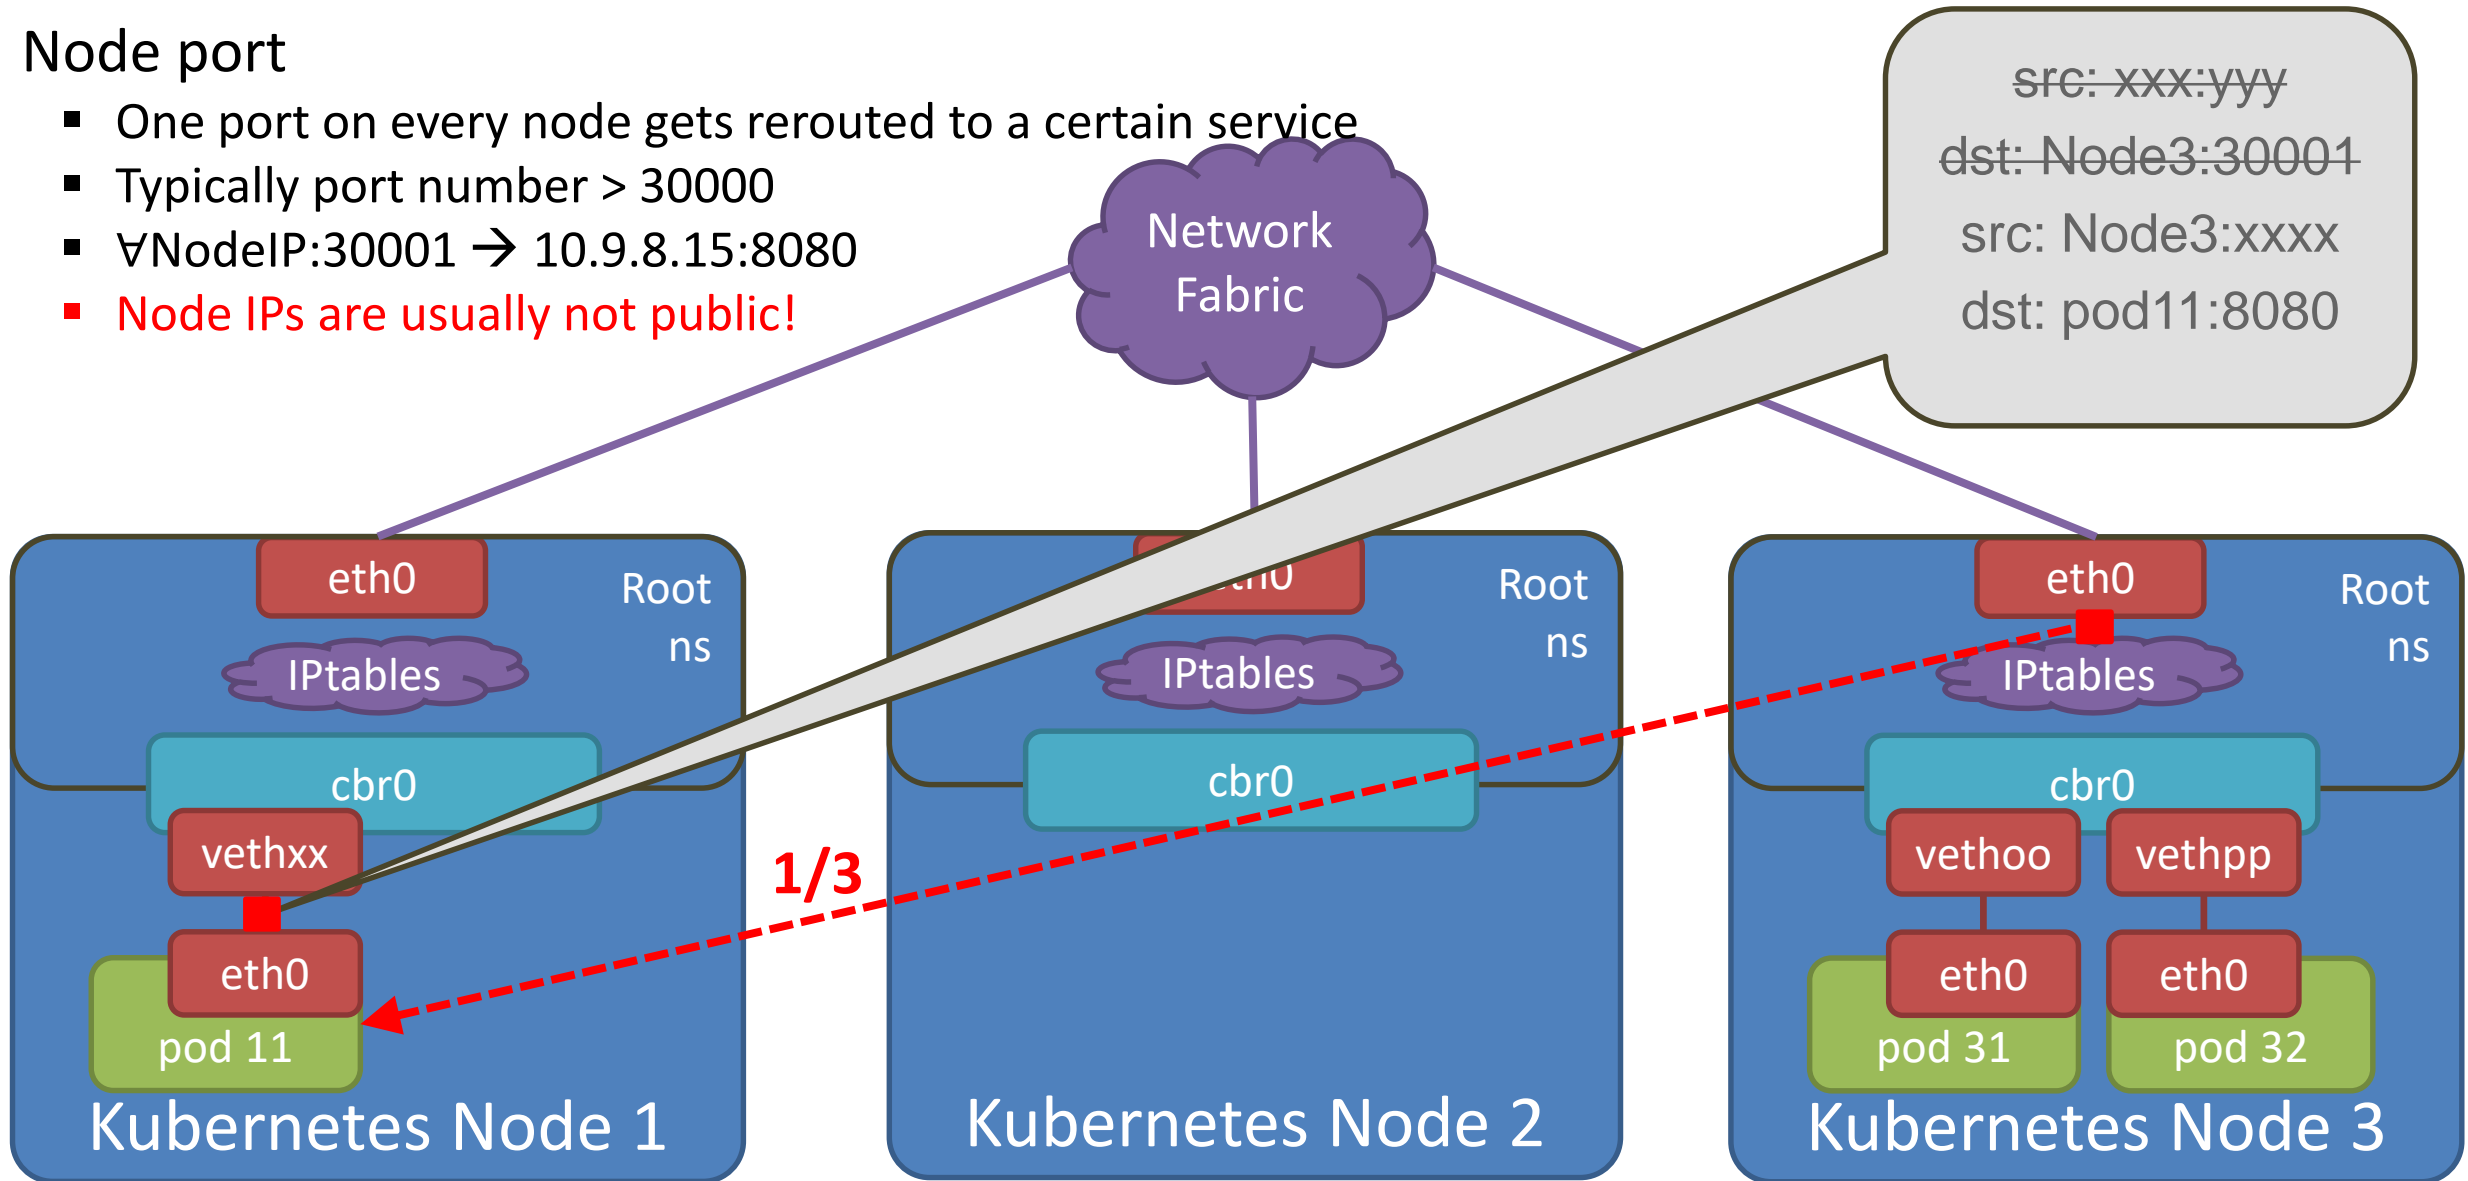 Node port
One port on every node gets rerouted to a certain service
Typically port number > 30000
∀NodeIP:30001 → 10.9.8.15:8080
Node IPs are usually not public!
Network
Fabric
src: xxx:yyy
dst: Node3:30001
src: Node3:xxxx
dst: pod11:8080
eth0
Root
ns
IPtables
cbr0
vethxx
eth0
pod 11
Kubernetes Node 1
1/3
Root
ns
IPtables
cbr0
Kubernetes Node 2
eth0
Root
ns
IPtables
cbr0
vethoo
vethpp
eth0
eth0
pod 31
pod 32
Kubernetes Node 3